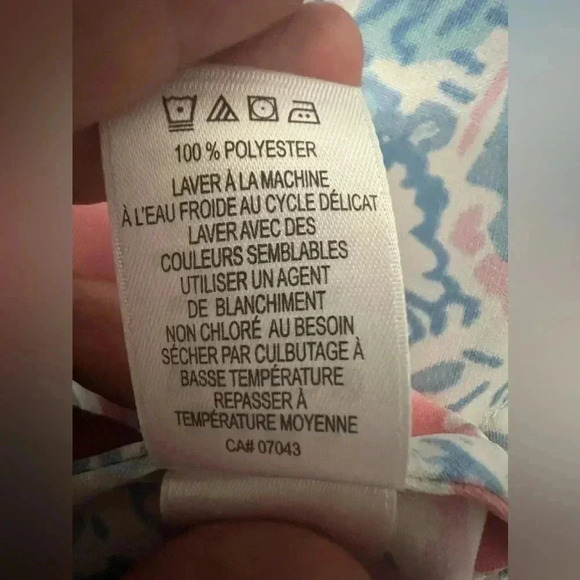 100 % POLYESTER
LAVER À LA MACHINE
À L'EAU FROIDE AU CYCLE DÉLICAT
LAVER AVEC DES
COULEURS SEMBLABLES
UTILISER UN AGENT
DE BLANCHIMENT
NON CHLORÉ AU BESOIN
SÉCHER PAR CULBUTAGE À
BASSE TEMPÉRATURE
REPASSER À
TEMPÉRATURE MOYENNE
CA# 07043